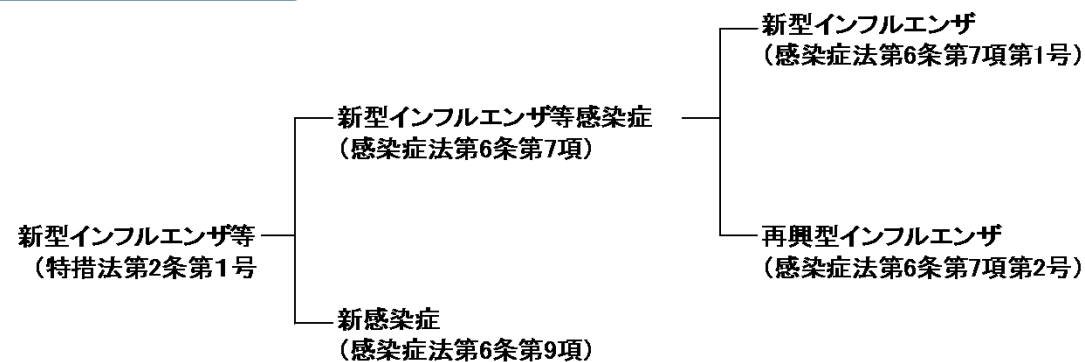 新型インフルエンザ
（感染症法第6条第7項第1号）
新型インフルエンザ等感染症
（感染症法第6条第7項）
新型インフルエンザ等
（特措法第2条第１号
再興型インフルエンザ
（感染症法第6条第7項第2号）
新感染症
（感染症法第6条第9項）